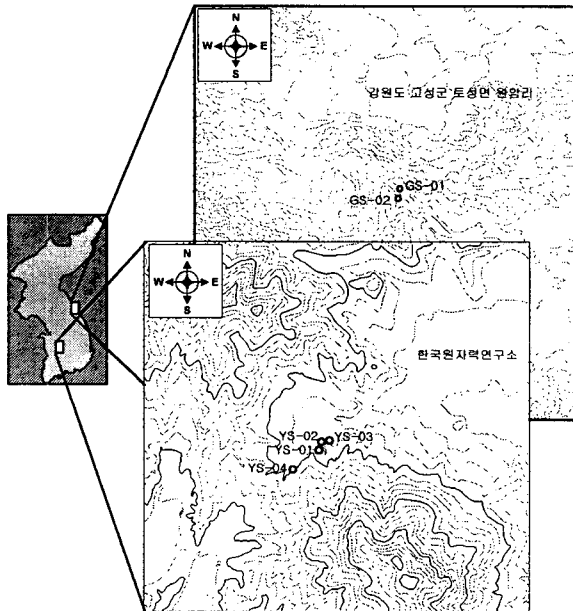 N
W E
S
강원도 고성군 토성면 원암리
GS-01
GS-02
N
W E
S
한국원자력연구소
YS-02
YS-03
YS-01
YS-04